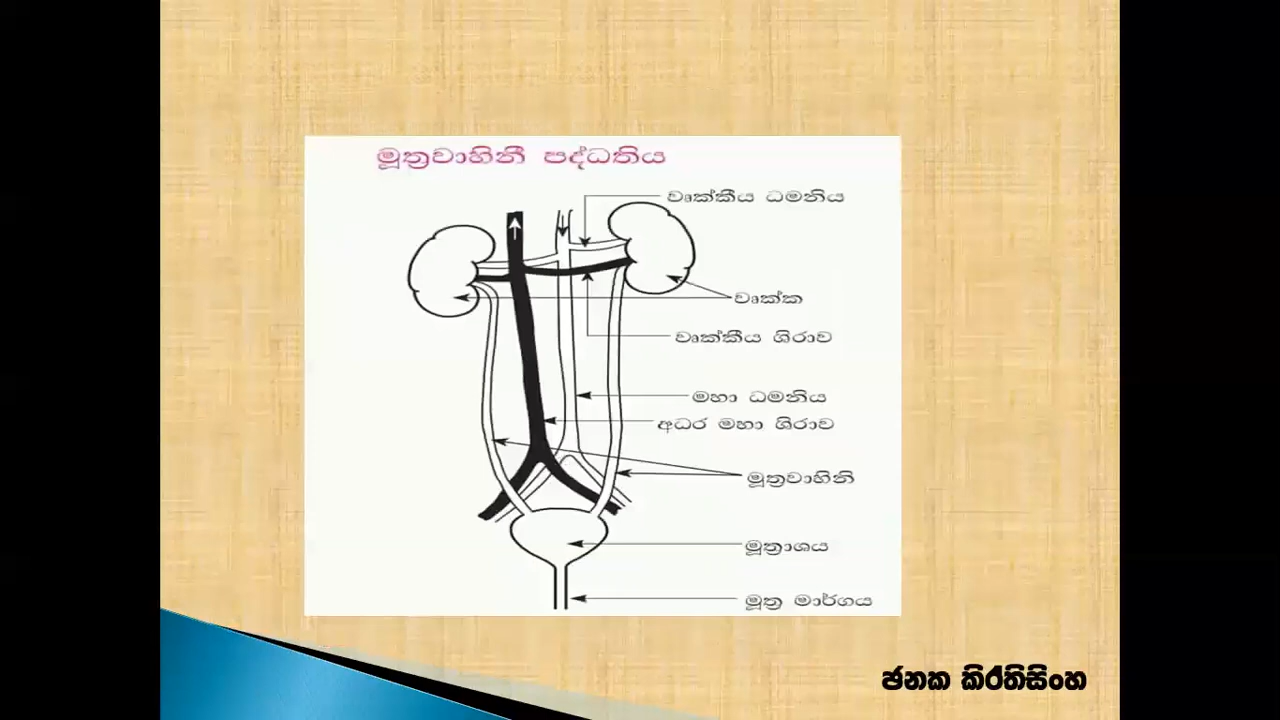 මූත්‍රවාහිනී පද්ධතිය
වෘක්කීය ධමනිය
වෘක්ක
වෘක්කීය ශිරාව
මහා ධමනිය
අධර මහා ශිරාව
මූත්‍රවාහිනි
මූත්‍රාශය
මූත්‍ර මාර්ගය
ජනක කිර්තිසිංහ